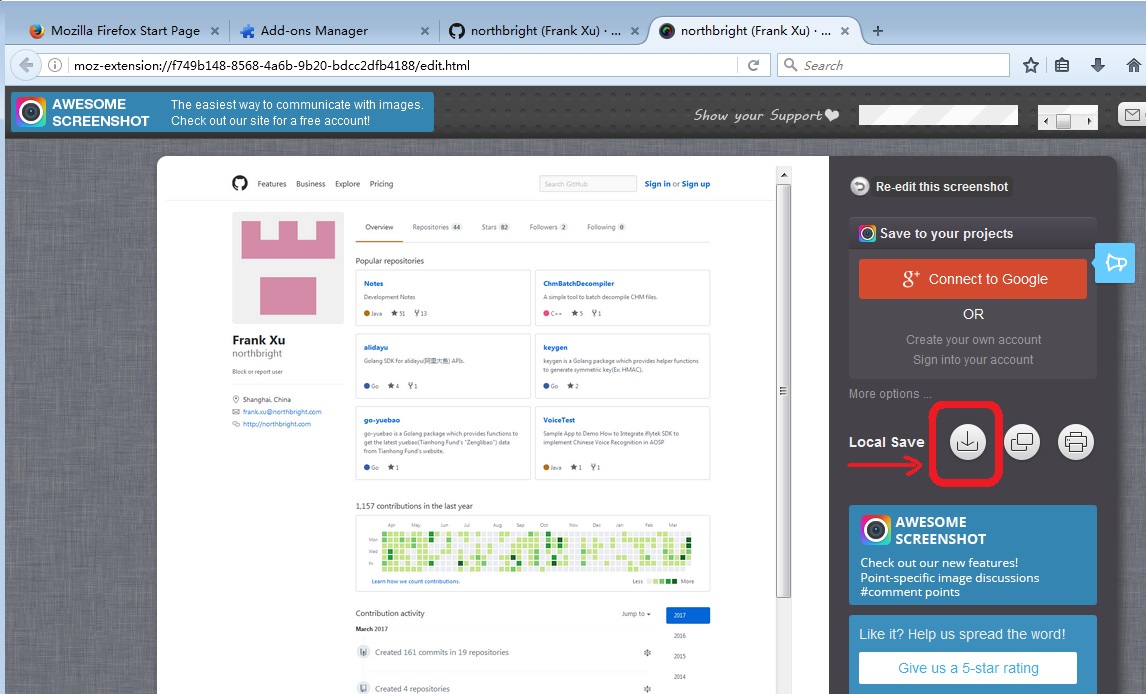 Mozilla Firefox Start Page
Add-ons Manager
northbright (Frank Xu) · ...
northbright (Frank Xu) · ...
moz-extension://f749b148-8568-4a6b-9b20-bdcc2dfb4188/edit.html
Search
AWESOME
SCREENSHOT
The easiest way to communicate with images.
Check out our site for a free account!
Show your Support
Features Business Explore Pricing
Search GitHub
Sign in or Sign up
Overview Repositories 44 Stars 82 Followers 2 Following 0
Popular repositories
Notes
Development Notes
Java 51 13
ChmBatchDecompiler
A simple tool to batch decompile CHM files.
C++ 5 1
Frank Xu
northbright
Block or report user
Shanghai, China
frank.xu@northbright.com
http://northbright.com
alidayu
Golang SDK for alidayu(阿里大鱼) APIs.
Go 4 1
keygen
keygen is a Golang package which provides helper functions
to generate symmetric key(Ex: HMAC).
Go 2
go-yuebao
go-yuebao is a Golang package which provides functions to
get the latest yuebao(Tianhong Fund's "Zenglibao") data
from Tianhong Fund's website.
Go 1
VoiceTest
Sample App to Demo How to Integrate iflytek SDK to
implement Chinese Voice Recognition in AOSP
Java 1 1
1,157 contributions in the last year
Apr May Jun Jul Aug Sep Oct Nov Dec Jan Feb Mar
Mon
Wed
Fri
Learn how we count contributions.
Less More
Contribution activity
Jump to
2017
2016
2015
2014
March 2017
Created 161 commits in 19 repositories
Created 4 repositories
Re-edit this screenshot
Save to your projects
g+ Connect to Google
OR
Create your own account
Sign into your account
More options ...
Local Save
AWESOME
SCREENSHOT
Check out our new features!
Point-specific image discussions
#comment points
Like it? Help us spread the word!
Give us a 5-star rating